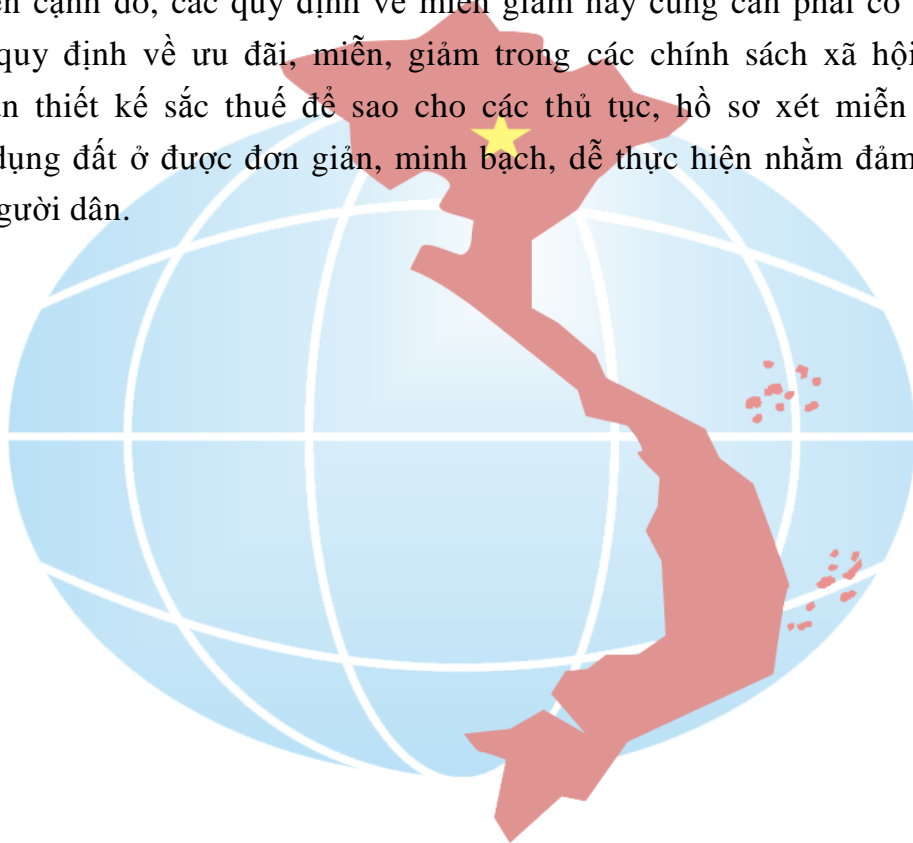 cạnh đó, các quy định về miễn giảm này cũng cần phải có
quy định về ưu đãi, miễn, giảm trong các chính sách xã hội
thiết kế sắc thuế để sao cho các thủ tục, hồ sơ xét miễn
dụng đất ở được đơn giản, minh bạch, dễ thực hiện nhằm đảm
người dân.